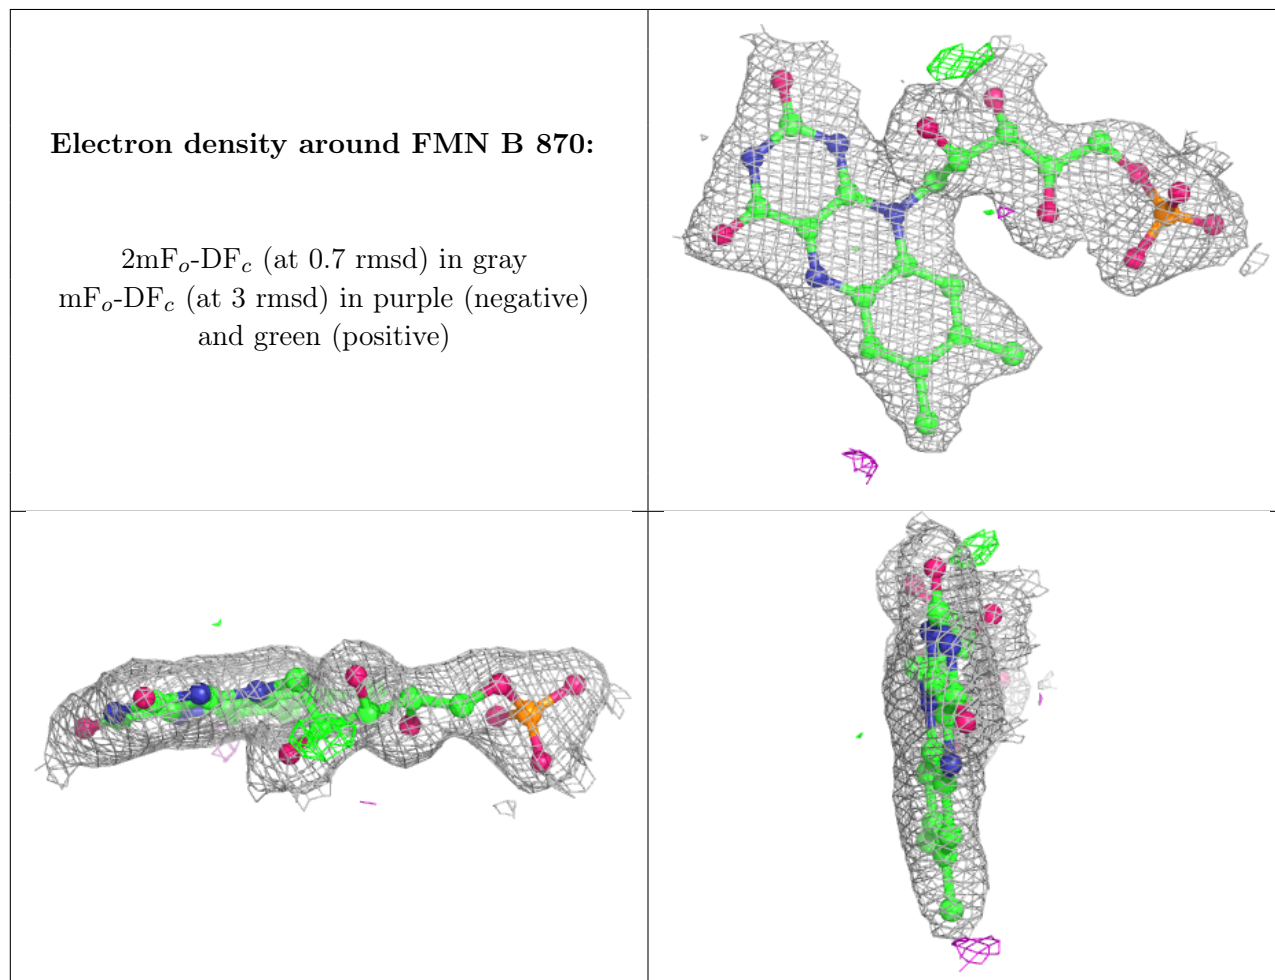 Electron density around FMN B 870:
2mFo-DFc (at 0.7 rmsd) in gray
mFo-DFc (at 3 rmsd) in purple (negative)
and green (positive)